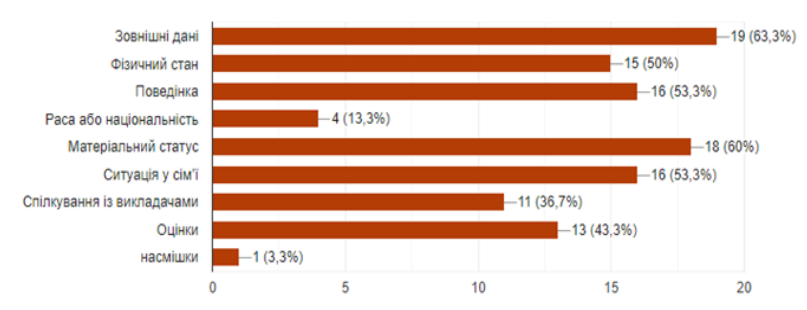 Зовнішні дані 19 (63,3%)
Фізичний стан 15 (50%)
Поведінка 16 (53,3%)
Раса або національність 4 (13,3%)
Матеріальний статус 18 (60%)
Ситуація у сім'ї 16 (53,3%)
Спілкування із викладачами 11 (36,7%)
Оцінки 13 (43,3%)
насмішки 1 (3,3%)
0 5 10 15 20